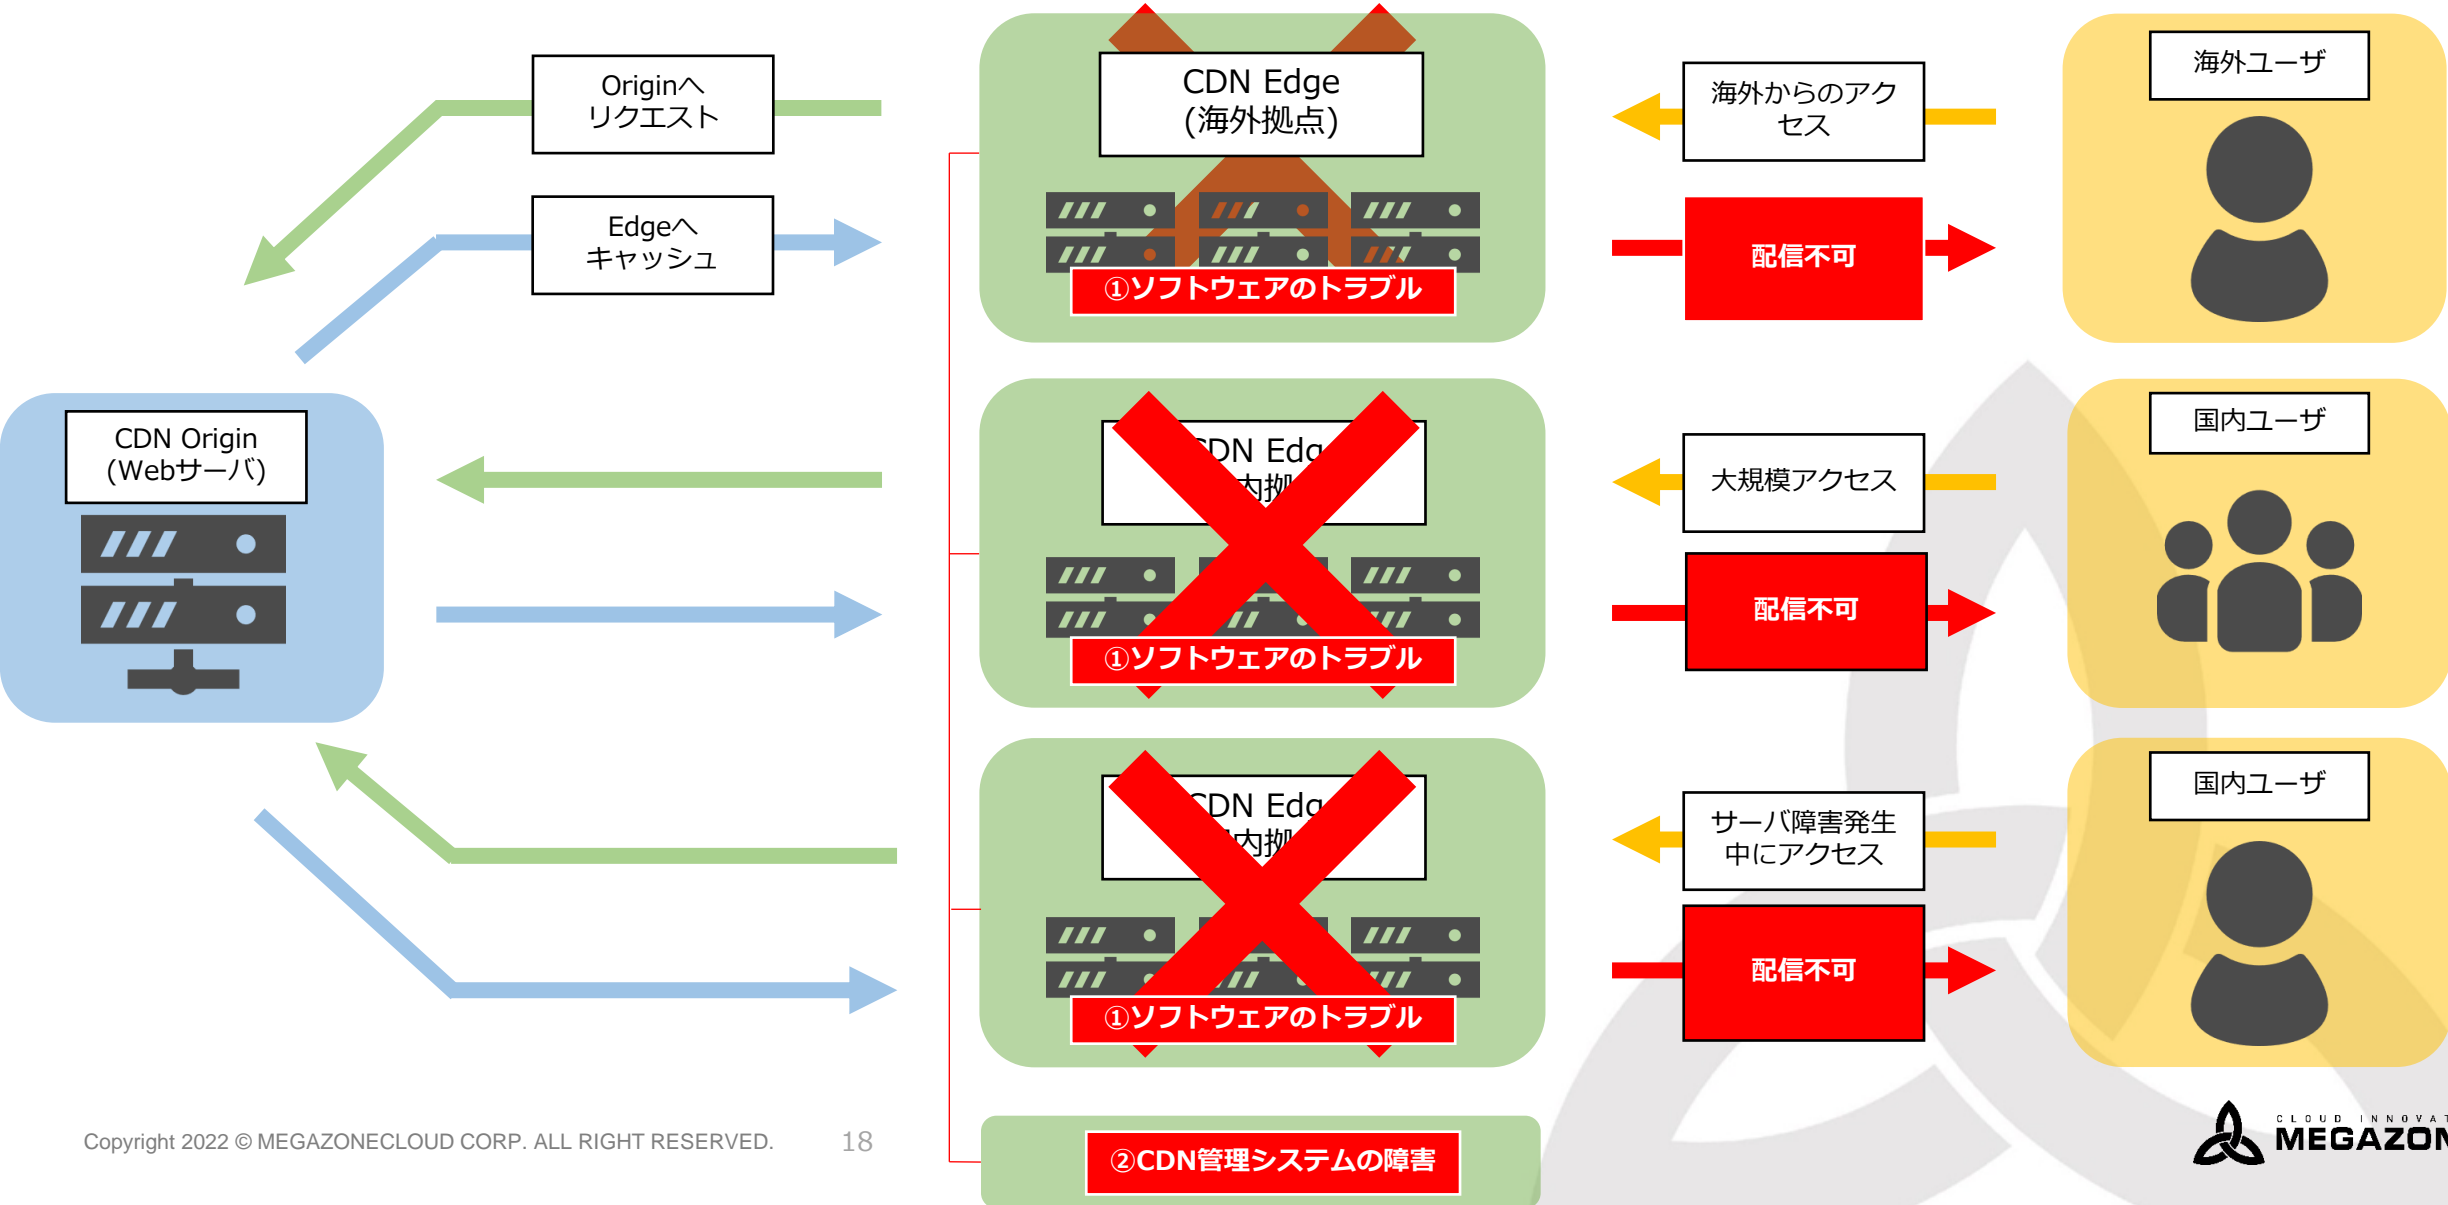 Originへ
リクエスト
CDN Edge
(海外拠点)
海外からのアク
セス
海外ユーザ
Edgeへ
キャッシュ
①ソフトウェアのトラブル
配信不可
CDN Origin
(Webサーバ)
大規模アクセス
国内ユーザ
①ソフトウェアのトラブル
配信不可
サーバ障害発生
中にアクセス
国内ユーザ
①ソフトウェアのトラブル
配信不可
②CDN管理システムの障害
Copyright 2022 © MEGAZONECLOUD CORP. ALL RIGHT RESERVED.
18
CLOUD